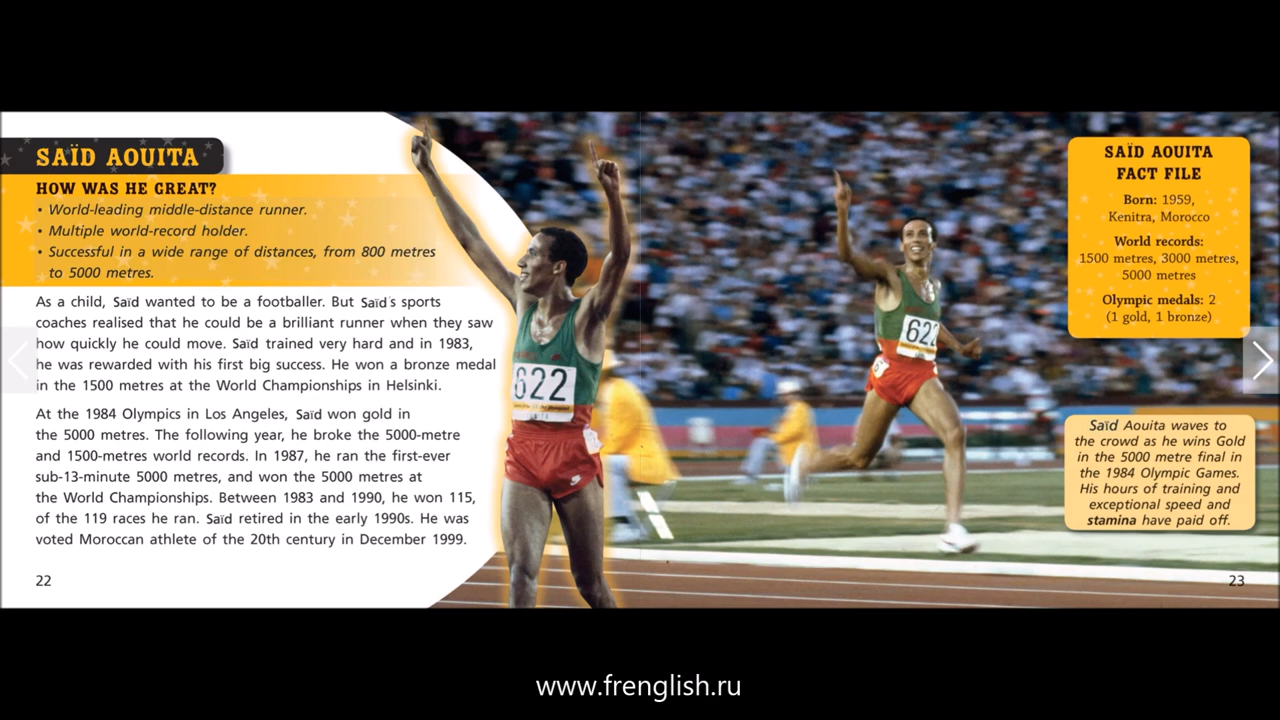 SAÏD AOUITA
HOW WAS HE GREAT?
• World-leading middle-distance runner.
• Multiple world-record holder.
• Successful in a wide range of distances, from 800 metres
to 5000 metres.
As a child, Saïd wanted to be a footballer. But Saïd's sports
coaches realised that he could be a brilliant runner when they saw
how quickly he could move. Saïd trained very hard and in 1983,
he was rewarded with his first big success. He won a bronze medal
in the 1500 metres at the World Championships in Helsinki.
At the 1984 Olympics in Los Angeles, Saïd won gold in
the 5000 metres. The following year, he broke the 5000-metre
and 1500-metres world records. In 1987, he ran the first-ever
sub-13-minute 5000 metres, and won the 5000 metres at
the World Championships. Between 1983 and 1990, he won 115,
of the 119 races he ran. Saïd retired in the early 1990s. He was
voted Moroccan athlete of the 20th century in December 1999.
22
622
622
SAÏD AOUITA
FACT FILE
Born: 1959,
Kenitra, Morocco
World records:
1500 metres, 3000 metres,
5000 metres
Olympic medals: 2
(1 gold, 1 bronze)
Saïd Aouita waves to
the crowd as he wins Gold
in the 5000 metre final in
the 1984 Olympic Games.
His hours of training and
exceptional speed and
stamina have paid off.
23
www.frenglish.ru